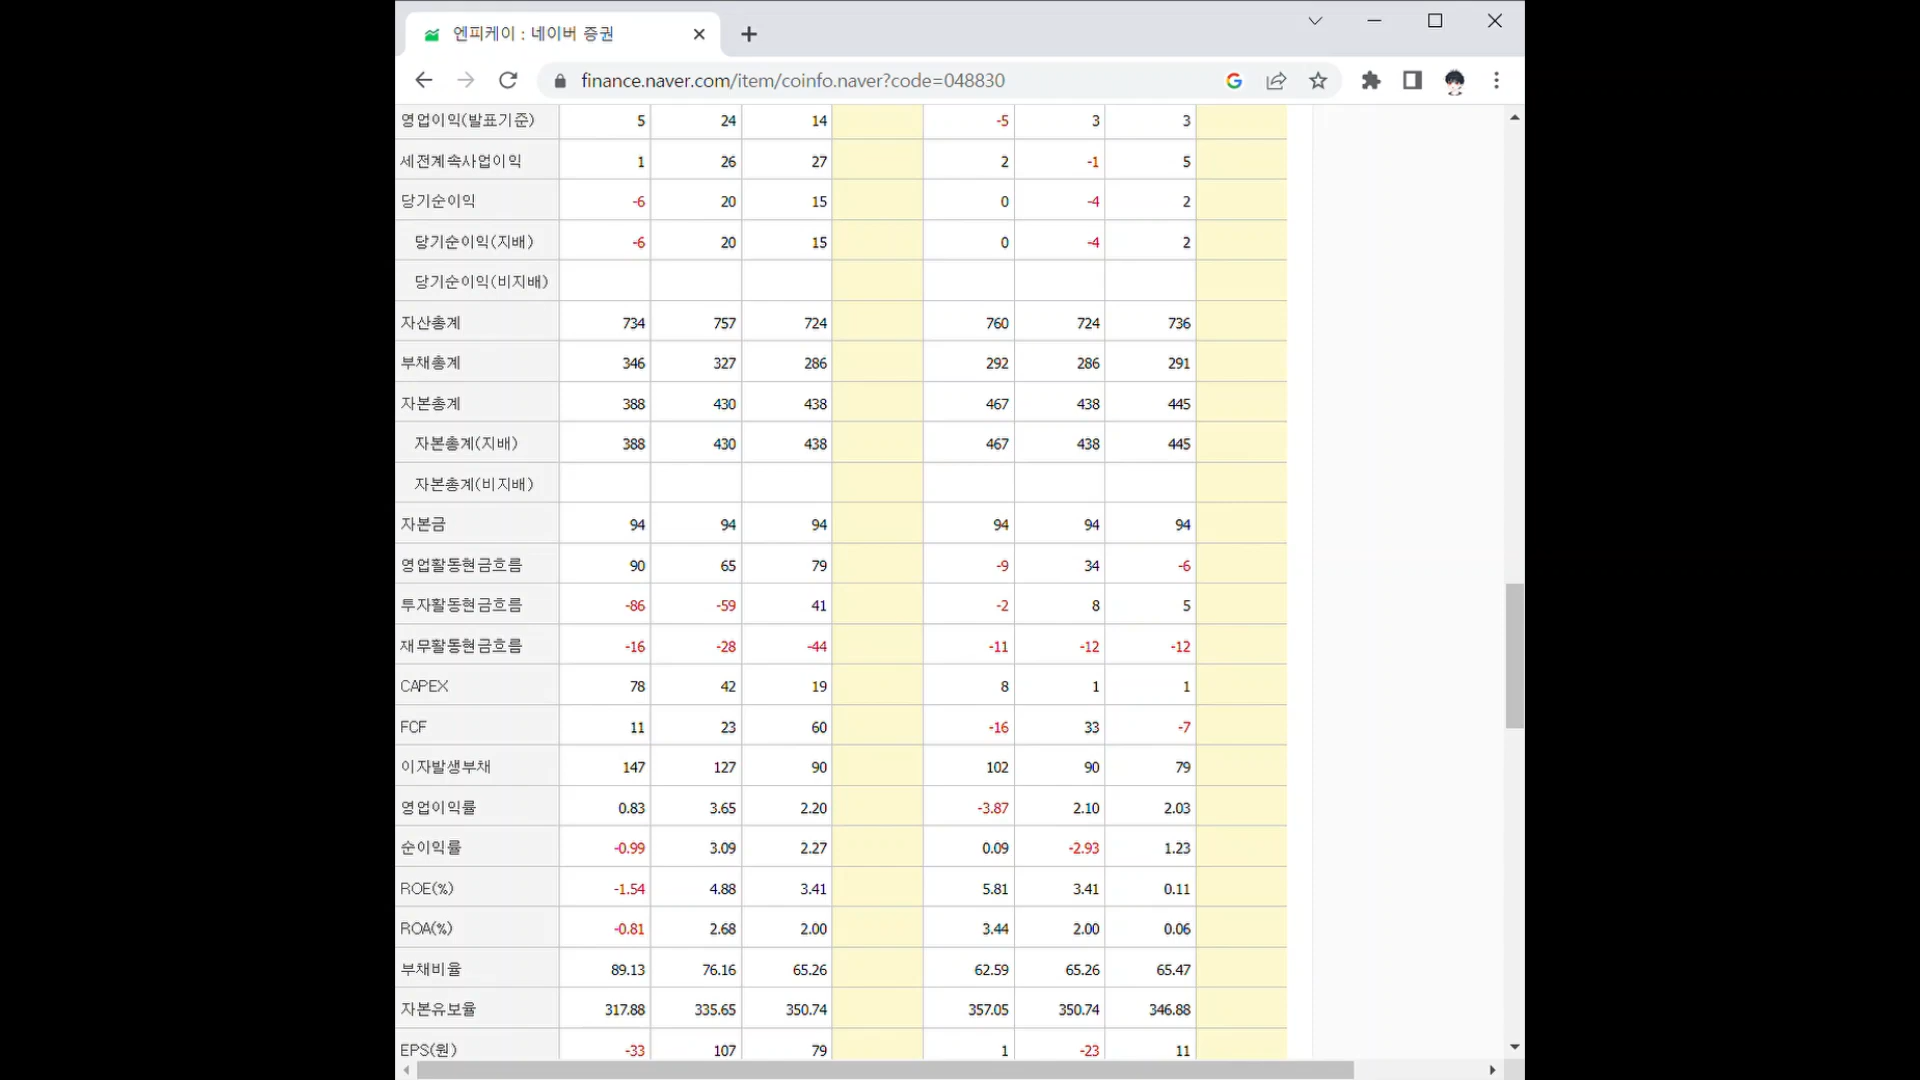 엔피케이 : 네이버 증권
finance.naver.com/item/coinfo.naver?code=048830
영업이익(발표기준) 5 24 14 -5 3 3
세전계속사업이익 1 26 27 2 -1 5
당기순이익 -6 20 15 0 -4 2
당기순이익(지배) -6 20 15 0 -4 2
당기순이익(비지배)
자산총계 734 757 724 760 724 736
부채총계 346 327 286 292 286 291
자본총계 388 430 438 467 438 445
자본총계(지배) 388 430 438 467 438 445
자본총계(비지배)
자본금 94 94 94 94 94 94
영업활동현금흐름 90 65 79 -9 34 -6
투자활동현금흐름 -86 -59 41 -2 8 5
재무활동현금흐름 -16 -28 -44 -11 -12 -12
CAPEX 78 42 19 8 1 1
FCF 11 23 60 -16 33 -7
이자발생부채 147 127 90 102 90 79
영업이익률 0.83 3.65 2.20 -3.87 2.10 2.03
순이익률 -0.99 3.09 2.27 0.09 -2.93 1.23
ROE(%) -1.54 4.88 3.41 5.81 3.41 0.11
ROA(%) -0.81 2.68 2.00 3.44 2.00 0.06
부채비율 89.13 76.16 65.26 62.59 65.26 65.47
자본유보율 317.88 335.65 350.74 357.05 350.74 346.88
EPS(원) -33 107 79 1 -23 11